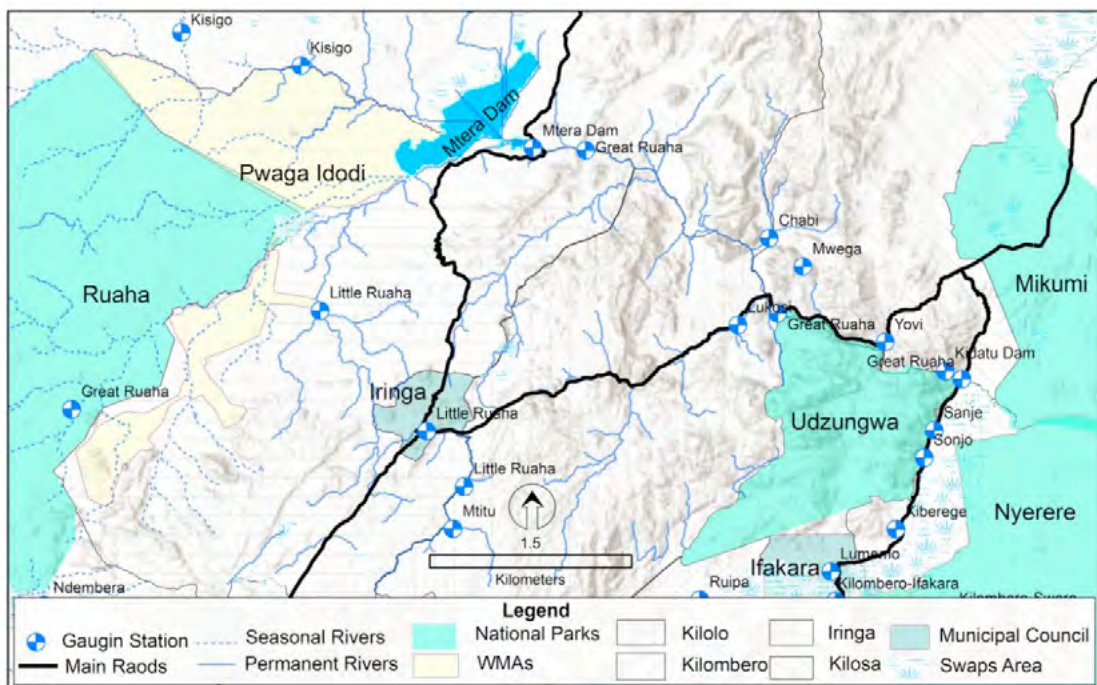 Kisigo
Kisigo
Mtera Dam
Mtera Dam
Great Ruaha
Pwaga Idodi
Chabi
Mwega
Mikumi
Ruaha
Little Ruaha
Lukosi
Great Ruaha
Yovi
Great Ruaha
Kidatu Dam
Iringa
Great Ruaha
Little Ruaha
Udzungwa
Sanje
Sonjo
Little Ruaha
Mtitu
Nyerere
Kiberege
1.5
Kilometers
Ifakara
Lumemo
Ndembera
Ruipa
Kilombero-Ifakara
Kilombero-Swero
Legend
Gaugin Station
Seasonal Rivers
National Parks
Kilolo
Iringa
Municipal Council
Main Raods
Permanent Rivers
WMAs
Kilombero
Kilosa
Swaps Area